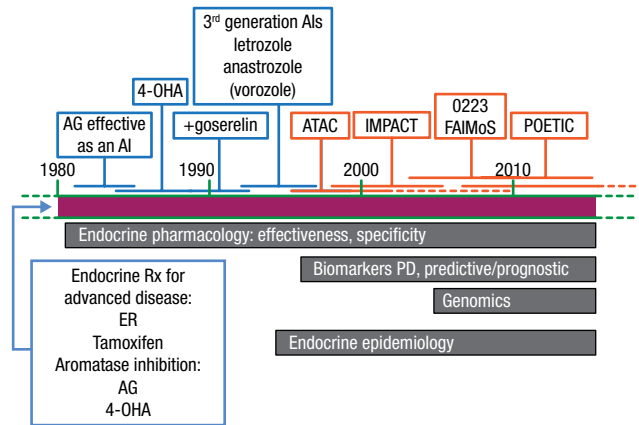 3rd generation AIs
letrozole
anastrozole
(vorozole)
4-OHA
AG effective
as an AI
+goserelin
ATAC
IMPACT
0223
FAIMoS
POETIC
1980
1990
2000
2010
Endocrine pharmacology: effectiveness, specificity
Biomarkers PD, predictive/prognostic
Genomics
Endocrine epidemiology
Endocrine Rx for
advanced disease:
ER
Tamoxifen
Aromatase inhibition:
AG
4-OHA